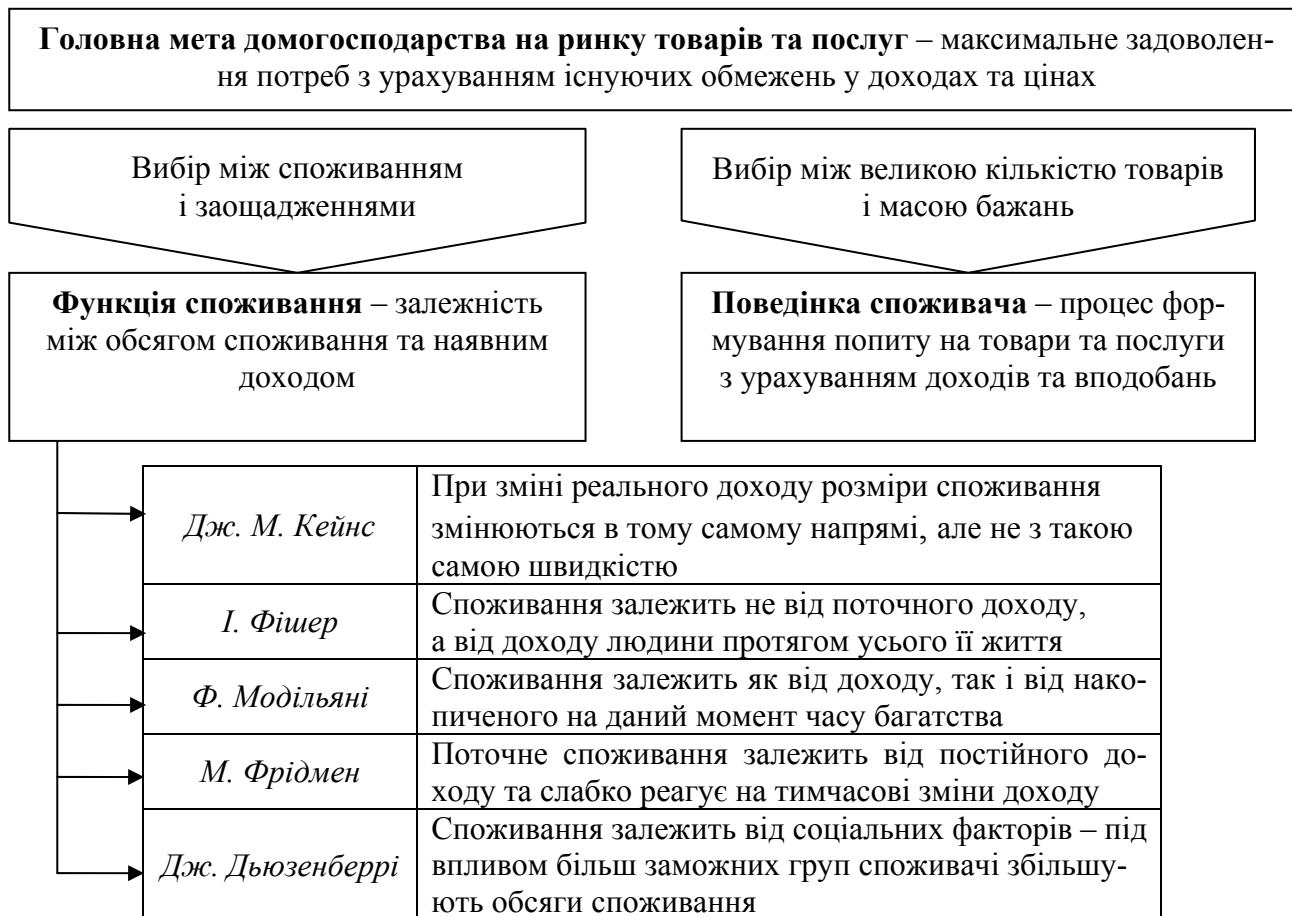 Головна мета домогосподарства на ринку товарів та послуг – максимальне задоволен-
ня потреб з урахуванням існуючих обмежень у доходах та цінах
Вибір між споживанням
і заощадженнями
Вибір між великою кількістю товарів
і масою бажань
Функція споживання – залежність
між обсягом споживання та наявним
доходом
Поведінка споживача – процес фор-
мування попиту на товари та послуги
з урахуванням доходів та вподобань
Дж. М. Кейнс
При зміні реального доходу розміри споживання
змінюються в тому самому напрямі, але не з такою
самою швидкістю
І. Фішер
Споживання залежить не від поточного доходу,
а від доходу людини протягом усього її життя
Ф. Модільяні
Споживання залежить як від доходу, так і від нако-
пиченого на даний момент часу багатства
М. Фрідмен
Поточне споживання залежить від постійного до-
ходу та слабко реагує на тимчасові зміни доходу
Дж. Дьюзенберрі
Споживання залежить від соціальних факторів – під
впливом більш заможних груп споживачі збільшу-
ють обсяги споживання